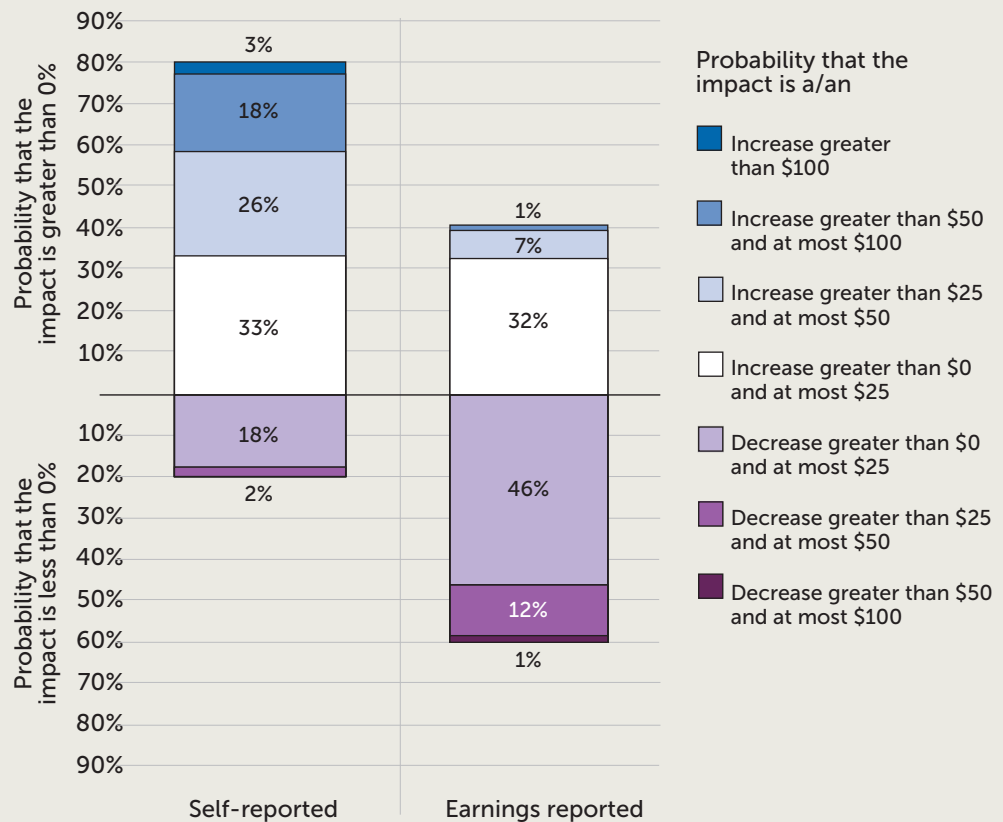 Probability that the
impact is greater than 0%
90%
80%
70%
60%
50%
40%
30%
20%
10%
10%
20%
30%
40%
50%
60%
70%
80%
90%
Probability that the
impact is less than 0%
3%
18%
26%
33%
18%
2%
1%
7%
32%
46%
12%
1%
Self-reported
Earnings reported
Probability that the
impact is a/an
Increase greater
than $100
Increase greater than $50
and at most $100
Increase greater than $25
and at most $50
Increase greater than $0
and at most $25
Decrease greater than $0
and at most $25
Decrease greater than $25
and at most $50
Decrease greater than $50
and at most $100